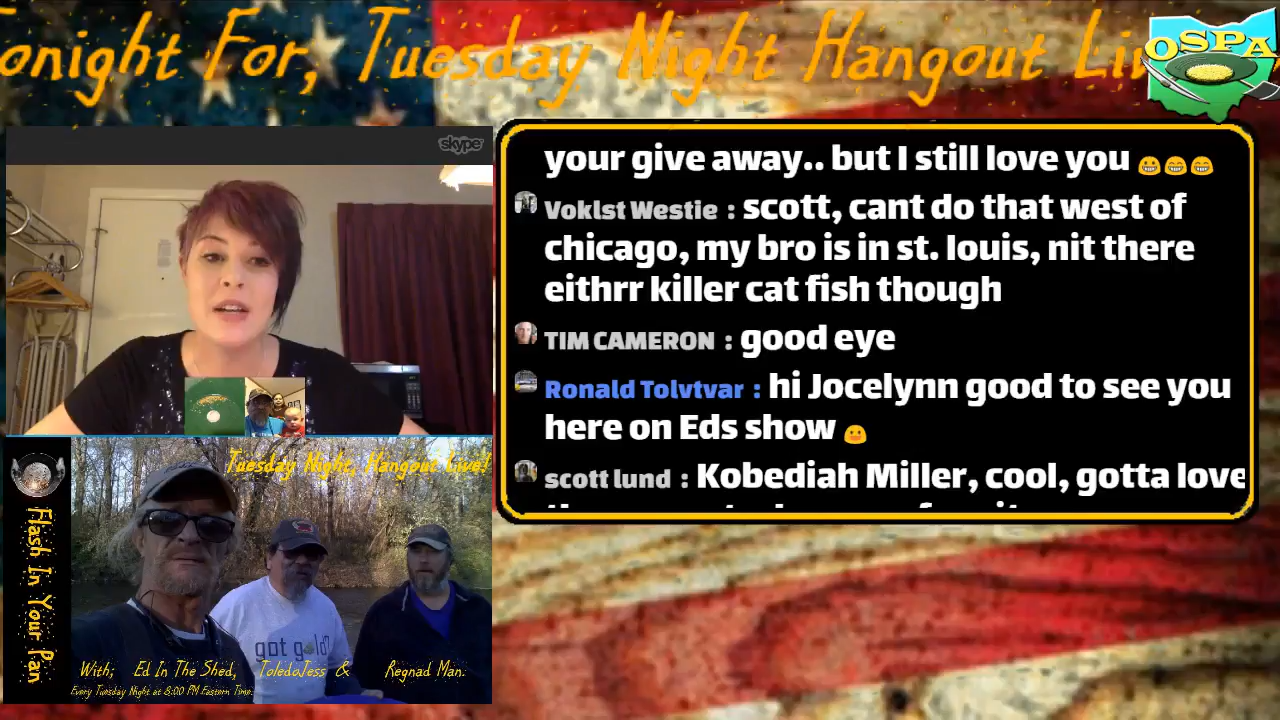 onight For, Tuesday Night Hangout Li
OSPA
skype
your give away.. but I still love you 😬😁😁
Voklst Westie : scott, cant do that west of
chicago, my bro is in st. louis, nit there
eithrr killer cat fish though
TIM CAMERON : good eye
Ronald Tolvtvar : hi Jocelynn good to see you
here on Eds show
scott lund : Kobediah Miller, cool, gotta love
Tuesday Night, Hangout Live!
Flash In Your Pan
got gold?
With; Ed In The Shed, ToledoJess & Regnad Man.
Every Tuesday Night at 8:00 PM Eastern Time.